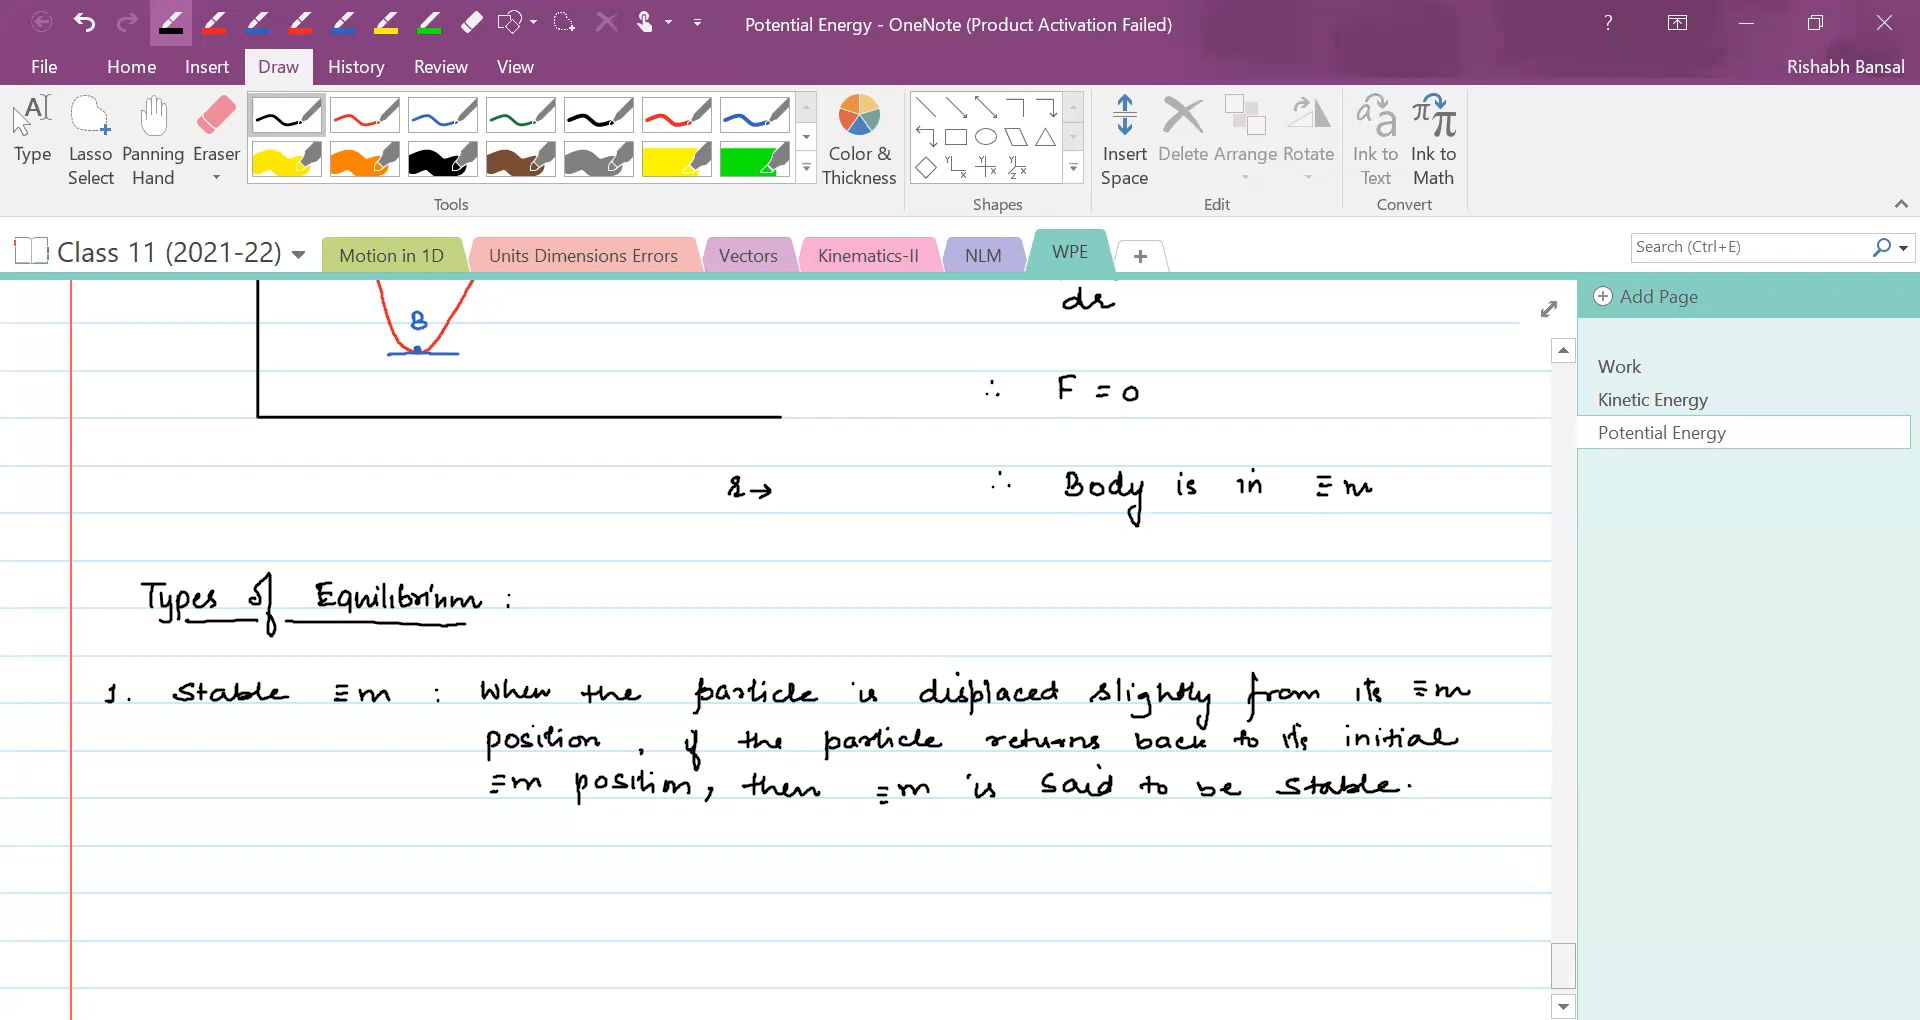 Potential Energy - OneNote (Product Activation Failed)
?
File Home Insert Draw History Review View
Rishabh Bansal
Type
Lasso Select
Panning Hand
Eraser
Color & Thickness
Insert Space
Delete
Arrange
Rotate
Ink to Text
Ink to Math
Tools
Shapes
Edit
Convert
Class 11 (2021-22)
Motion in 1D
Units Dimensions Errors
Vectors
Kinematics-II
NLM
WPE
+
Search (Ctrl+E)
Add Page
Work
Kinetic Energy
Potential Energy
B
dr
∴ F = 0
r →
∴ Body is in ≡m
Types of Equilibrium :
1. Stable ≡m : When the particle is displaced slightly from its ≡m
position, if the particle returns back to its initial
≡m position, then ≡m is said to be stable.